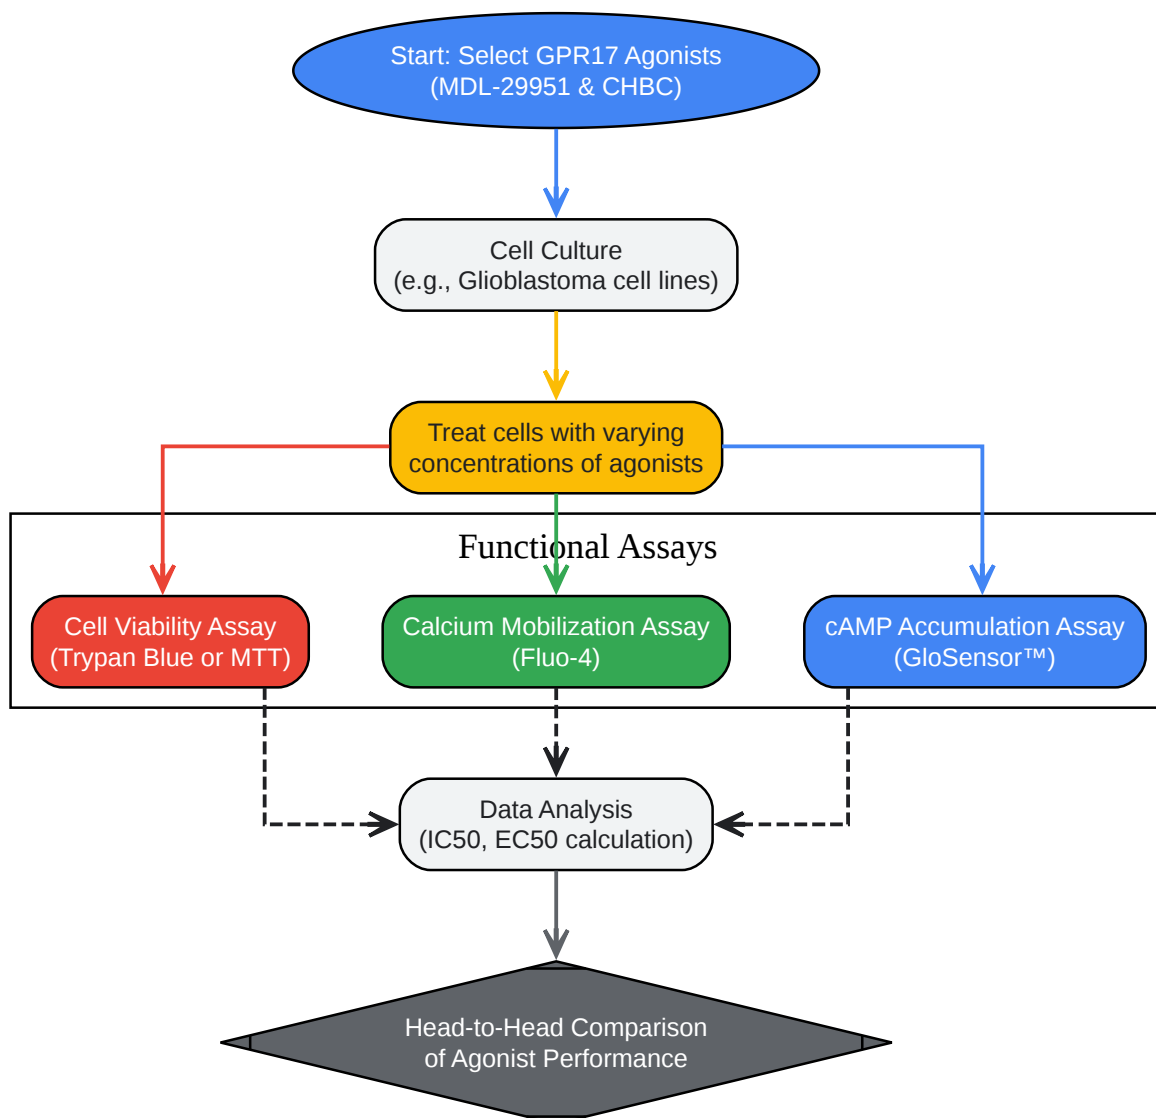 Start: Select GPR17 Agonists
(MDL-29951 & CHBC)
Cell Culture
(e.g., Glioblastoma cell lines)
Treat cells with varying
concentrations of agonists
Functional Assays
Cell Viability Assay
(Trypan Blue or MTT)
Calcium Mobilization Assay
(Fluo-4)
cAMP Accumulation Assay
(GloSensor™)
Data Analysis
(IC50, EC50 calculation)
Head-to-Head Comparison
of Agonist Performance